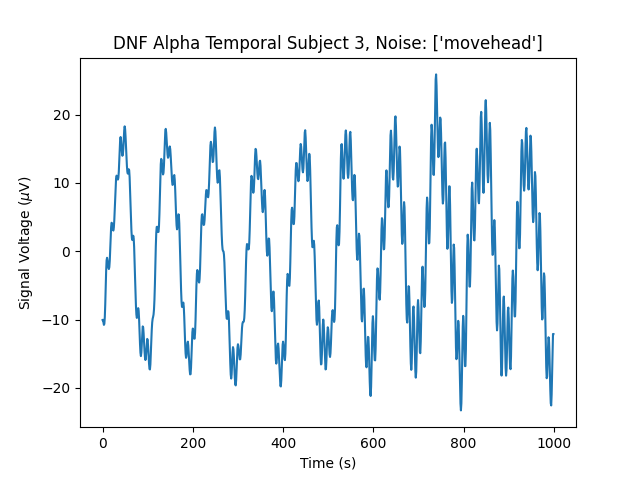 DNF Alpha Temporal Subject 3, Noise: ['movehead']
Signal Voltage (μV)
20
10
0
−10
−20
0 200 400 600 800 1000
Time (s)